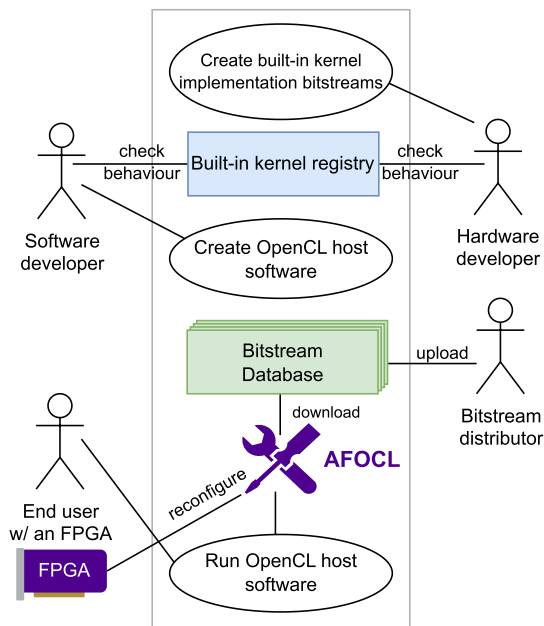 Create built-in kernel
implementation bitstreams
check
behaviour
Built-in kernel registry
check
behaviour
Software
developer
Hardware
developer
Create OpenCL host
software
Bitstream
Database
upload
Bitstream
distributor
download
AFOCL
reconfigure
End user
w/ an FPGA
FPGA
Run OpenCL host
software